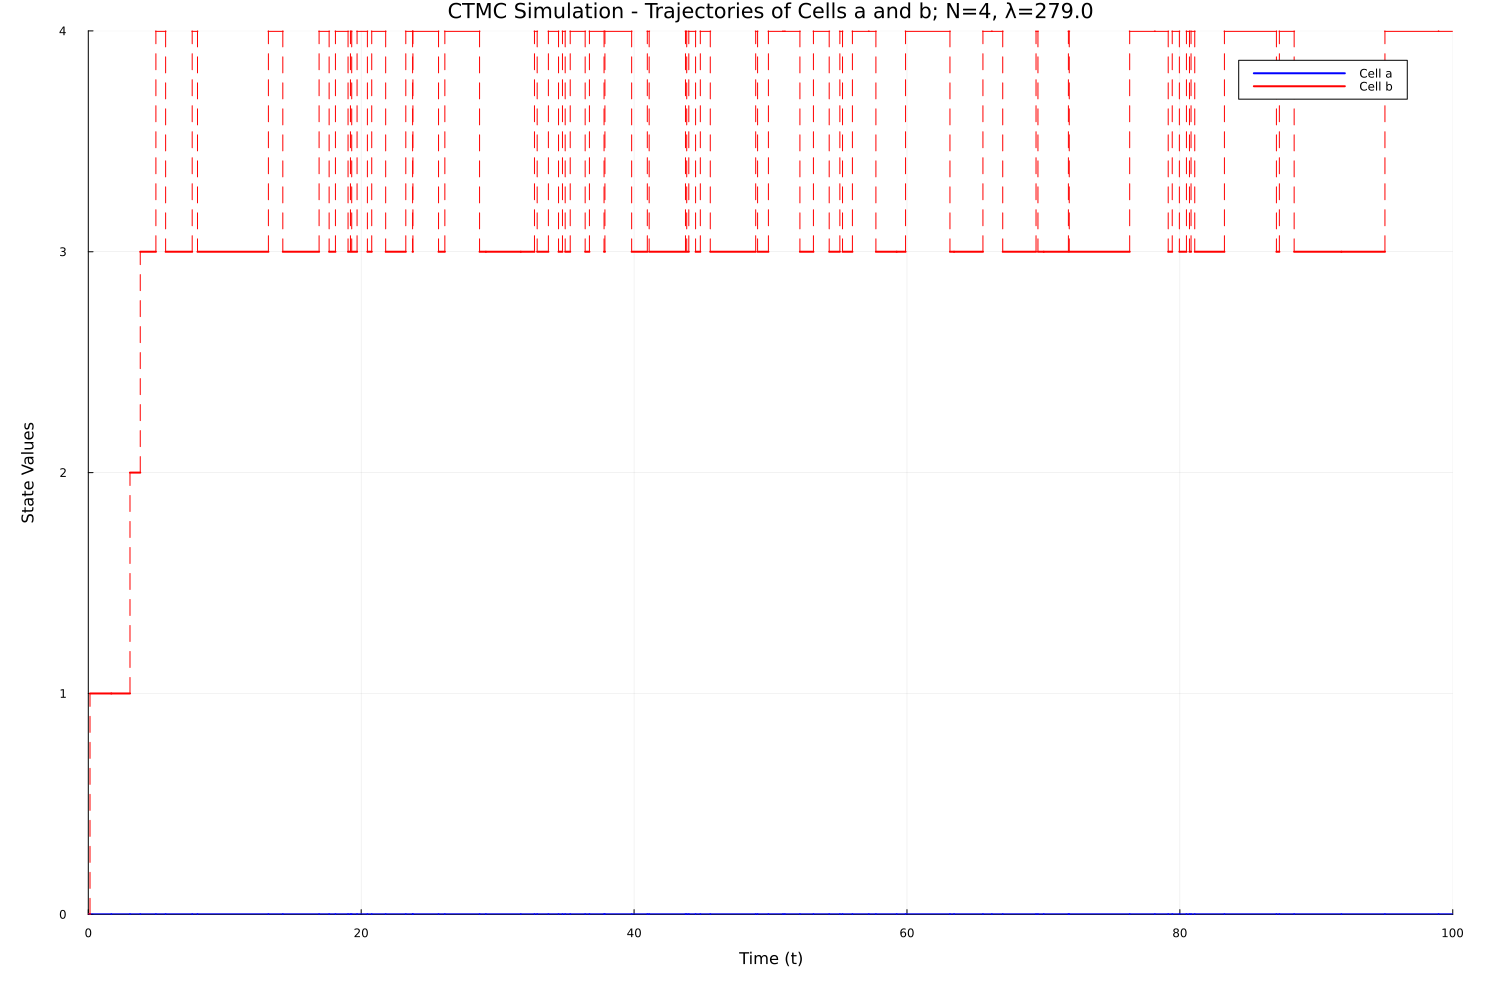 CTMC Simulation - Trajectories of Cells a and b; N=4, λ=279.0
4
Cell a
Cell b
3
State Values
2
1
0
0 20 40 60 80 100
Time (t)